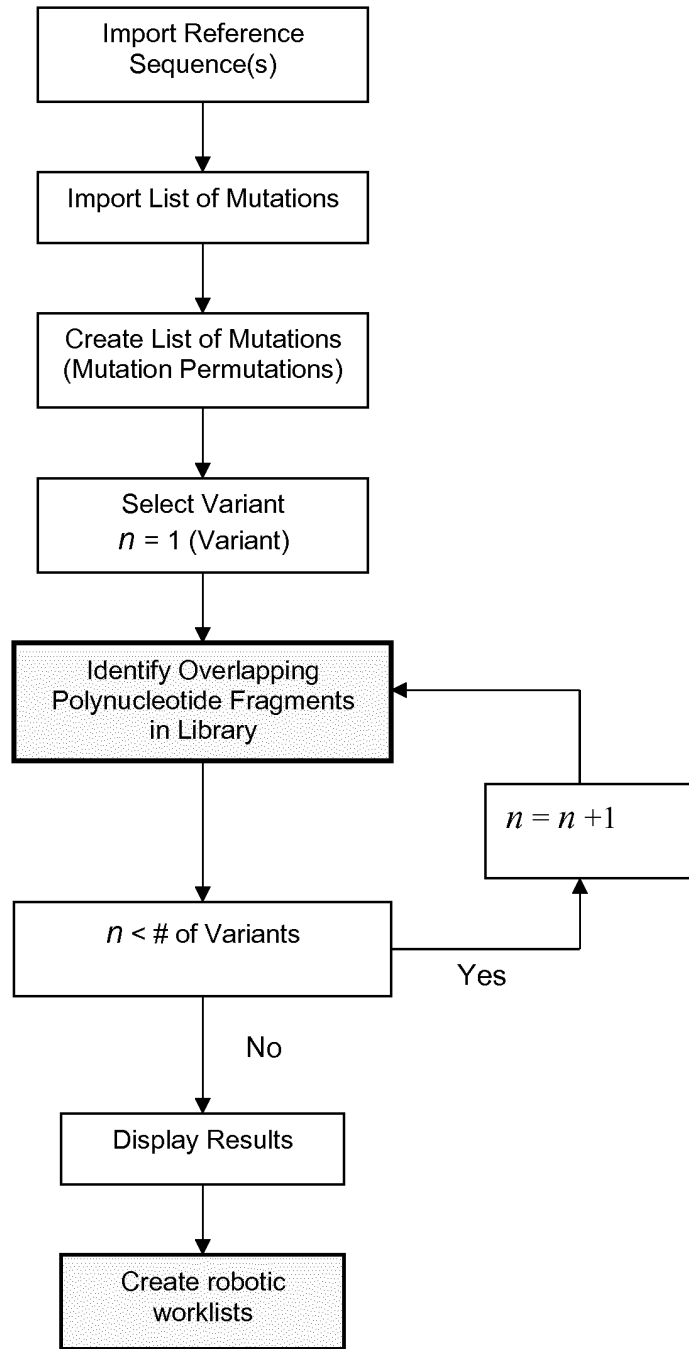 Import Reference
Sequence(s)
Import List of Mutations
Create List of Mutations
(Mutation Permutations)
Select Variant
n = 1 (Variant)
Identify Overlapping
Polynucleotide Fragments
in Library
n = n +1
n < # of Variants
Yes
No
Display Results
Create robotic
worklists